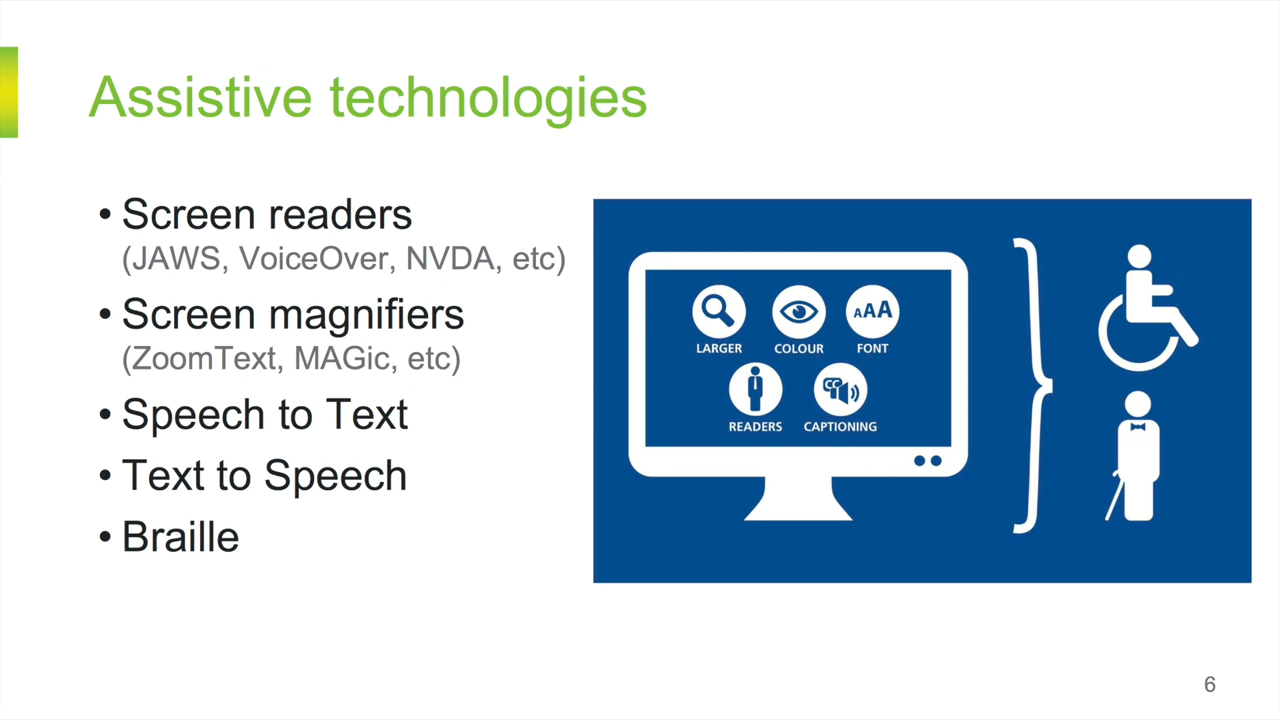 Assistive technologies
• Screen readers
(JAWS, VoiceOver, NVDA, etc)
• Screen magnifiers
(ZoomText, MAGic, etc)
• Speech to Text
• Text to Speech
• Braille
AAA
LARGER COLOUR FONT
CC
READERS CAPTIONING
6